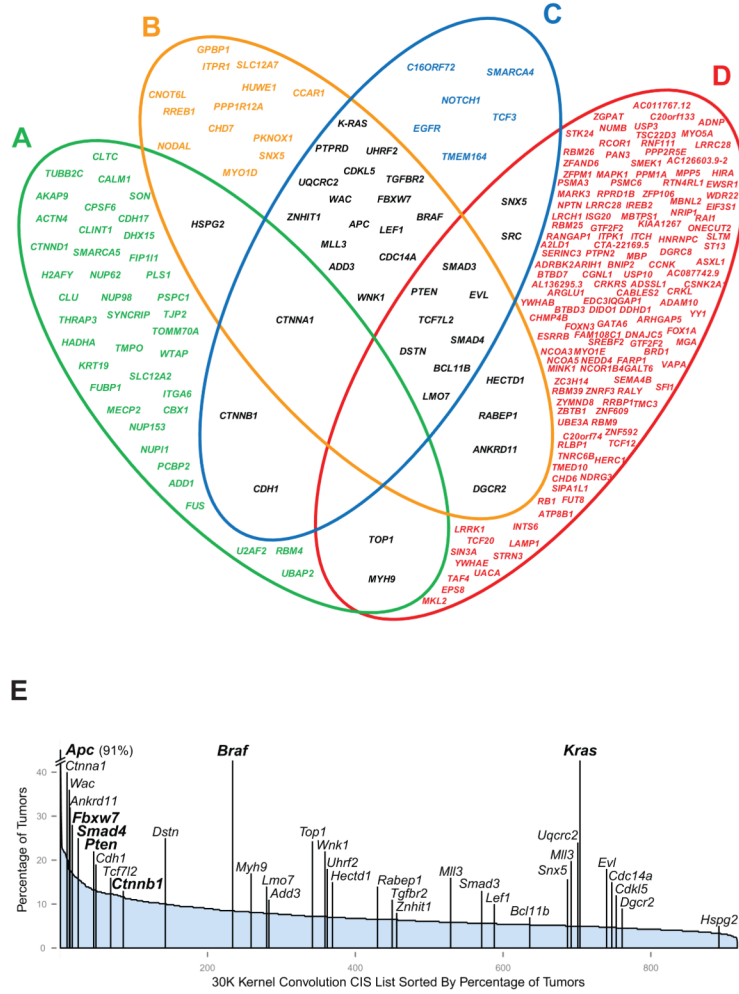 A
B
C
D
CLTC
TUBB2C
CALM1
AKAP9
SON
CPSF6
ACTN4
CDH17
CLINT1
DHX15
CTNND1
SMARCA5
FIP1I1
H2AFY
NUP62
PLS1
CLU
NUP98
PSPC1
SYNCRIP
TJP2
THRAP3
TOMM70A
HADHA
TMPO
WTAP
KRT19
SLC12A2
FUBP1
ITGA6
MECP2
CBX1
NUP153
NUPI1
PCBP2
ADD1
FUS
U2AF2 RBM4
UBAP2
GPBP1
ITPR1 SLC12A7
HUWE1
CNOT6L
CCAR1
RREB1
PPP1R12A
CHD7
PKNOX1
NODAL
SNX5
MYO1D
C16ORF72
SMARCA4
NOTCH1
TCF3
EGFR
TMEM164
K-RAS
PTPRD
UHRF2
CDKL5
UQCRC2
TGFBR2
WAC
FBXW7
ZNHIT1
APC
BRAF
LEF1
MLL3
CDC14A
ADD3
WNK1
HSPG2
CTNNA1
CTNNB1
CDH1
SNX5
SRC
SMAD3
PTEN
EVL
TCF7L2
SMAD4
DSTN
BCL11B
LMO7
HECTD1
RABEP1
ANKRD11
DGCR2
TOP1
MYH9
AC011767.12
ZGPAT C20orf133
NUMB USP3 ADNP
STK24 TSC22D3 MYO5A
RCOR1 RNF111 LRRC28
RBM26 PAN3 PPP2R5E
ZFAND6 SMEK1 AC126603.9-2
ZFPM1 MAPK1 PPM1A MPP5 HIRA
PSMA3 PSMC6 RTN4RL1 EWSR1
MARK3 RPRD1B ZFP106 WDR22
NPTN LRRC28 IREB2 MBNL2 EIF3S1
LRCH1 ISG20 MBTPS1 NRIP1 RAI1
RBM25 GTF2F2 KIAA1267 ONECUT2
RANGAP1 ITPK1 ITCH HNRNPC SLTM
A2LD1 CTA-22169.5 ST13
SERINC3 PTPN2 MBP DGRC8
ADRBK2ARIH1 BNIP2 CCNK ASXL1
BTBD7 CGNL1 USP10 AC087742.9
AL136295.3 CRKRS ADSSL1 CSNK2A1
ARGLU1 CABLES2 CRKL
YWHAB EDC3IQGAP1 ADAM10
BTBD3 DIDO1 DDHD1 YY1
CHMP4B ARHGAP5
FOXN3 GATA6 FOX1A
ESRRB FAM108C1 DNAJC5
SREBF2 GTF2F2 MGA
NCOA3 MYO1E BRD1
NCOA5 NEDD4 FARP1 VAPA
MINK1 NCOR1B4GALT6
ZC3H14 SEMA4B SFI1
RBM39 ZNRF3 RALY
ZYMND8 RRBP1 TMC3
ZBTB1 ZNF609
UBE3A RBM9
C20orf74 ZNF592
RLBP1 TCF12
TNRC6B HERC1
TMED10
CHD6 NDRG3
SIPA1L1
RB1 FUT8
ATP8B1
LRRK1 INTS6
TCF20 LAMP1
SIN3A STRN3
YWHAE
TAF4 UACA
EPS8
MKL2
E
Percentage of Tumors
40
30
20
10
0
Apc (91%)
Ctnna1
Wac
Ankrd11
Fbxw7
Smad4
Pten
Cdh1
Tcf7l2
Ctnnb1
Dstn
Braf
Myh9
Lmo7
Add3
Top1
Wnk1
Uhrf2
Hectd1
Rabep1
Tgfbr2
Znhit1
Mll3
Smad3
Lef1
Bcl11b
Kras
Uqcrc2
Mll3
Snx5
Evl
Cdc14a
Cdkl5
Dgcr2
Hspg2
200 400 600 800
30K Kernel Convolution CIS List Sorted By Percentage of Tumors